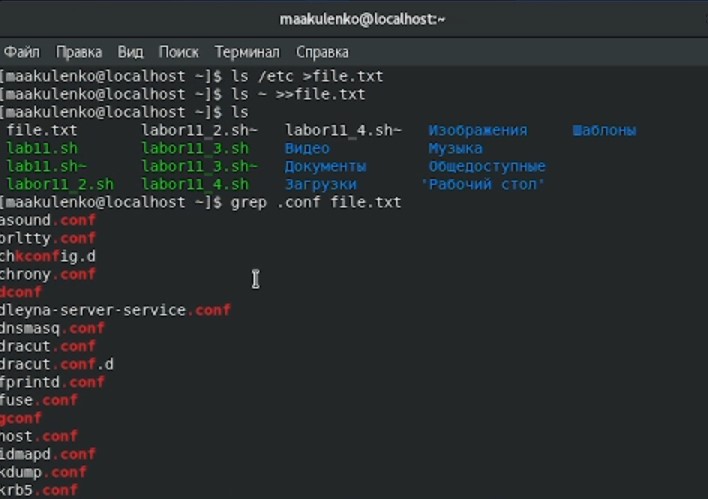 maakulenko@localhost:~
Файл Правка Вид Поиск Терминал Справка
[maakulenko@localhost ~]$ ls /etc >file.txt
[maakulenko@localhost ~]$ ls ~ >>file.txt
[maakulenko@localhost ~]$ ls
file.txt labor11_2.sh~ labor11_4.sh~ Изображения Шаблоны
lab11.sh labor11_3.sh Видео Музыка
lab11.sh~ labor11_3.sh~ Документы Общедоступные
labor11_2.sh labor11_4.sh Загрузки 'Рабочий стол'
[maakulenko@localhost ~]$ grep .conf file.txt
asound.conf
brltty.conf
chkconfig.d
chrony.conf
dconf
dleyna-server-service.conf
dnsmasq.conf
dracut.conf
dracut.conf.d
fprintd.conf
fuse.conf
gconf
host.conf
idmapd.conf
kdump.conf
krb5.conf